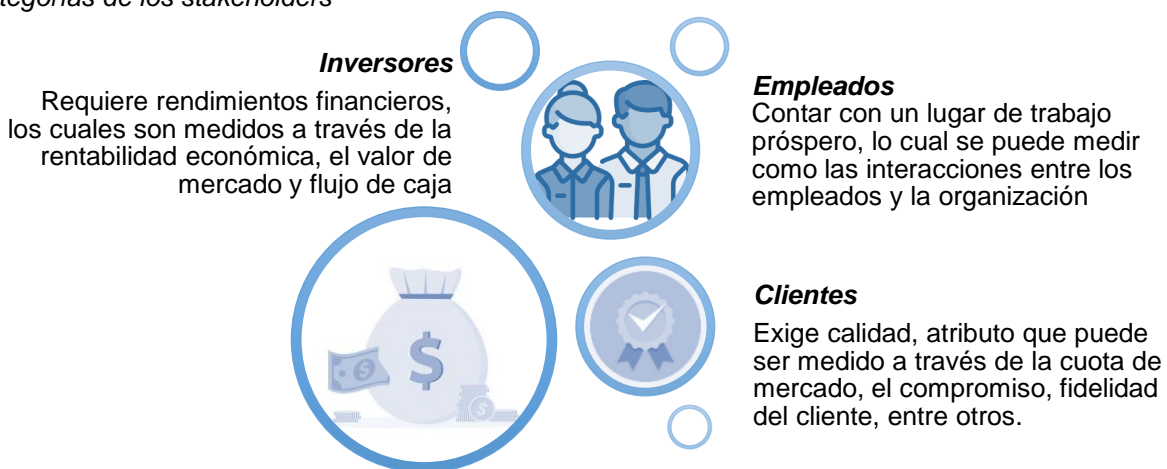 de los stakeholders
Inversores
Requiere rendimientos financieros,
los cuales son medidos a través de la
rentabilidad económica, el valor de
mercado y flujo de caja
Empleados
Contar con un lugar de trabajo
próspero, lo cual se puede medir
como las interacciones entre los
empleados y la organización
$
$
$
Clientes
Exige calidad, atributo que puede
ser medido a través de la cuota de
mercado, el compromiso, fidelidad
del cliente, entre otros.